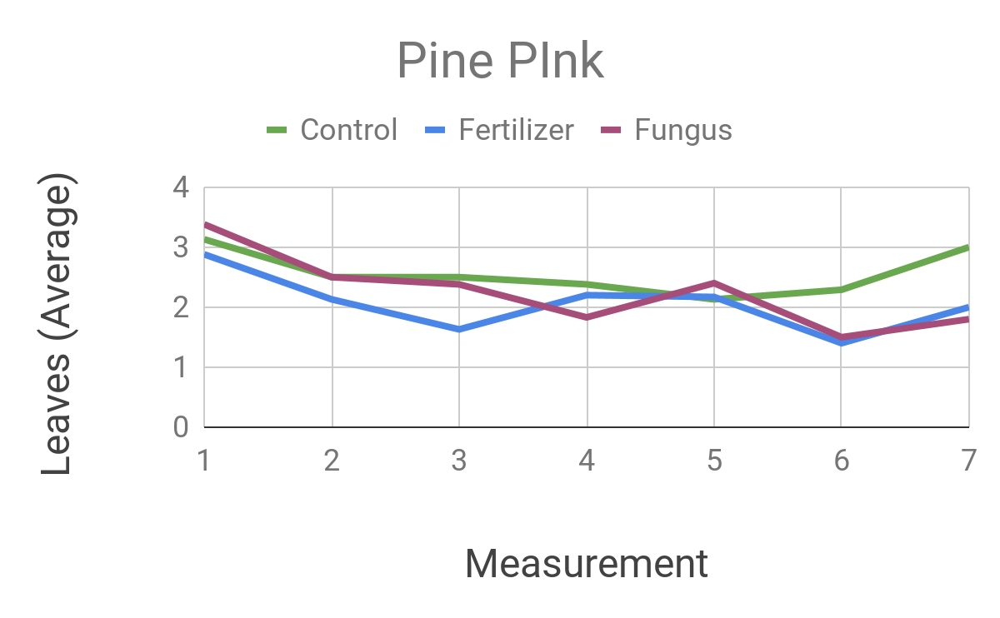 Pine PInk
Control Fertilizer Fungus
Leaves (Average)
4
3
2
1
0
1 2 3 4 5 6 7
Measurement